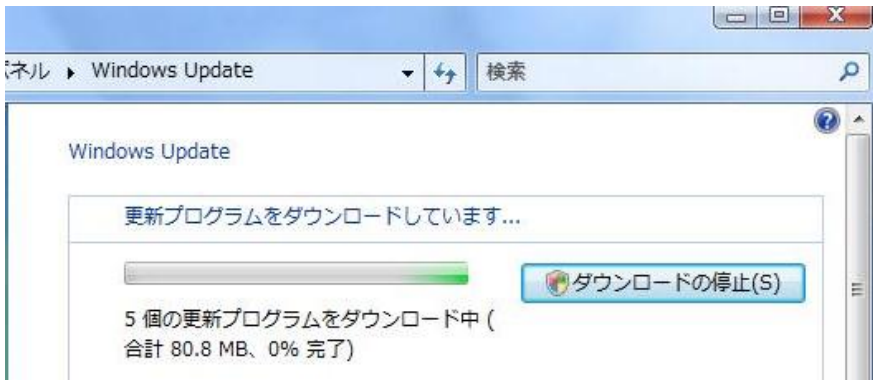 ネル ▸ Windows Update
検索
Windows Update
更新プログラムをダウンロードしています...
ダウンロードの停止(S)
5 個の更新プログラムをダウンロード中 (
合計 80.8 MB、0% 完了)